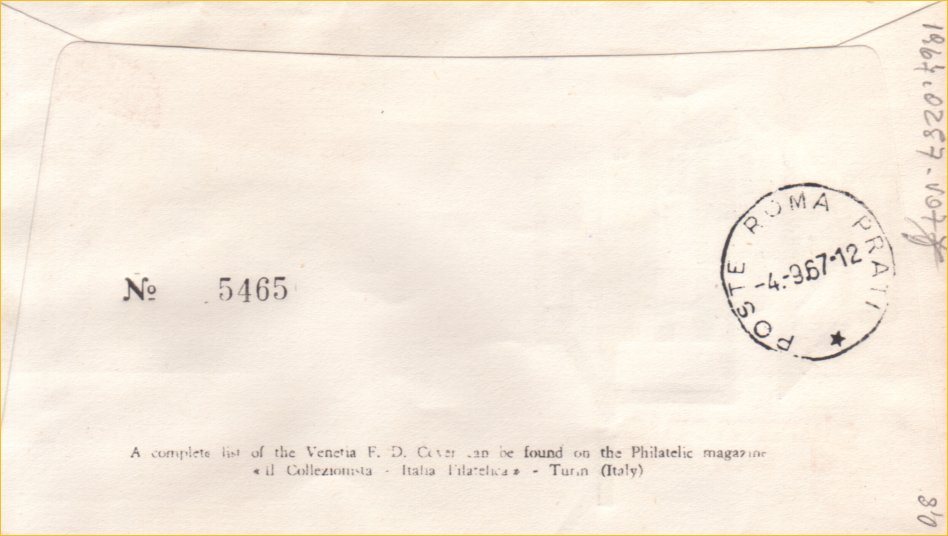 Nº 5465
POSTE ROMA PRATI
-4.-9.67-12
A complete list of the Venetia F. D. Cover can be found on the Philatelic magazine
« Il Collezionista - Italia Filatelica » - Turin (Italy)